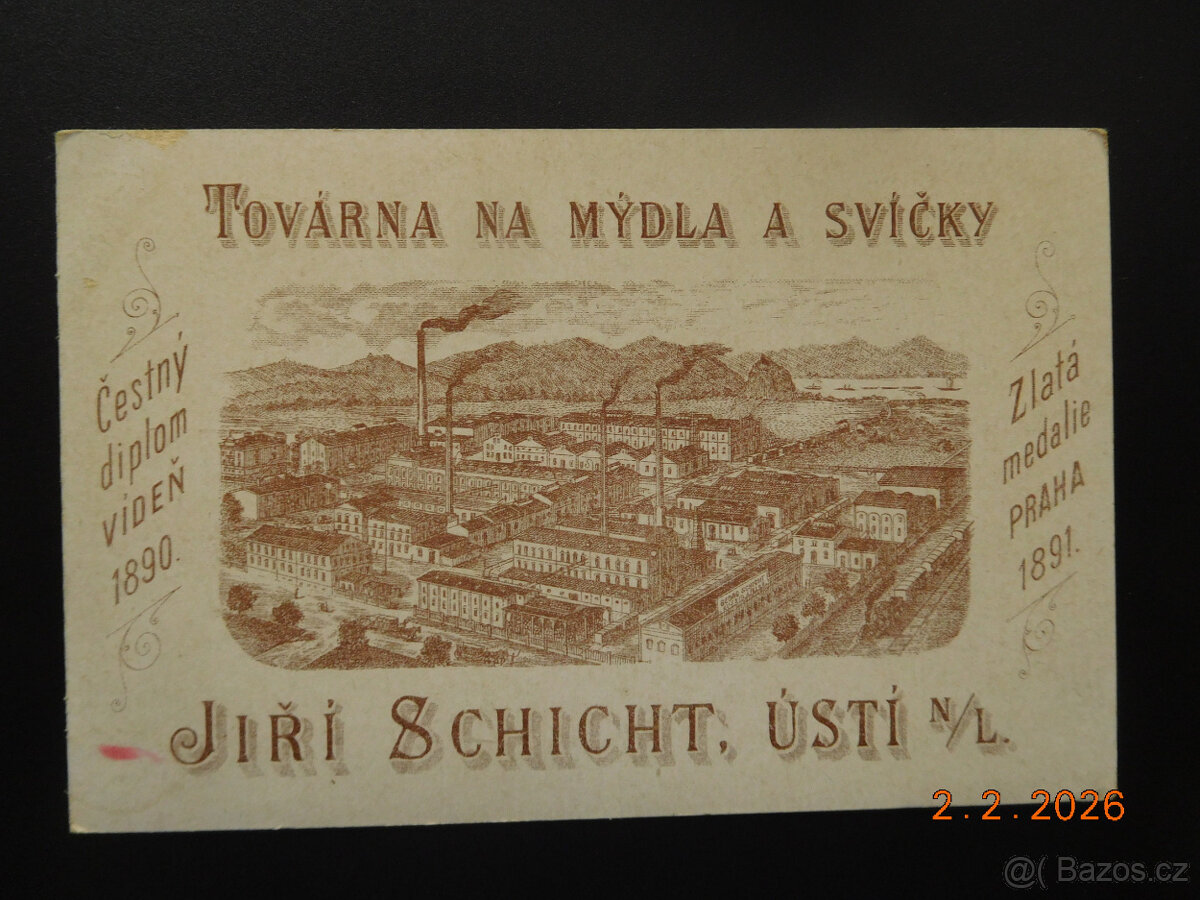 TOVÁRNA NA MÝDLA A SVÍČKY
Čestný
diplom
VÍDEŇ
1890.
Zlatá
medalie
PRAHA
1891.
JIŘÍ SCHICHT, ÚSTÍ N/L.
2.2.2026
@( Bazos.cz